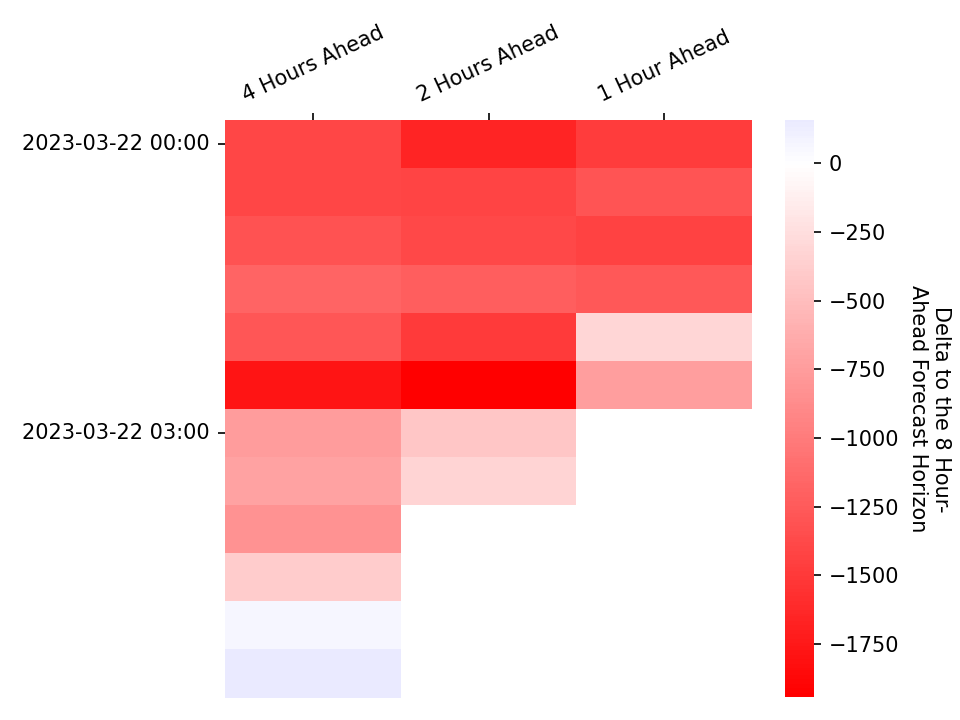 4 Hours Ahead
2 Hours Ahead
1 Hour Ahead
2023-03-22 00:00
2023-03-22 03:00
0
−250
−500
−750
−1000
−1250
−1500
−1750
Delta to the 8 Hour-
Ahead Forecast Horizon